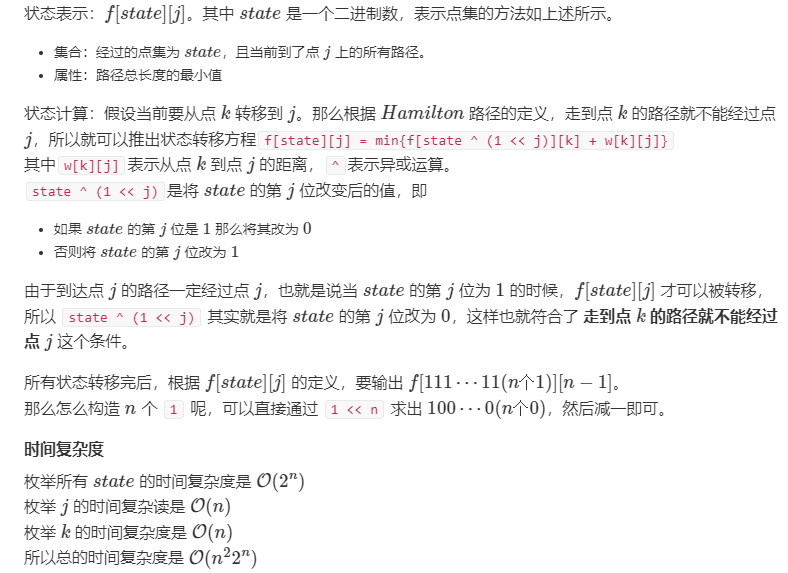 状态表示：f[state][j]。其中 state 是一个二进制数，表示点集的方法如上述所示。
• 集合：经过的点集为 state，且当前到了点 j 上的所有路径。
• 属性：路径总长度的最小值
状态计算：假设当前要从点 k 转移到 j。那么根据 Hamilton 路径的定义，走到点 k 的路径就不能经过点
j，所以就可以推出状态转移方程 f[state][j] = min{f[state ^ (1 << j)][k] + w[k][j]}
其中 w[k][j] 表示从点 k 到点 j 的距离， ^ 表示异或运算。
state ^ (1 << j) 是将 state 的第 j 位改变后的值，即
• 如果 state 的第 j 位是 1 那么将其改为 0
• 否则将 state 的第 j 位改为 1
由于到达点 j 的路径一定经过点 j，也就是说当 state 的第 j 位为 1 的时候，f[state][j] 才可以被转移，
所以 state ^ (1 << j) 其实就是将 state 的第 j 位改为 0，这样也就符合了 走到点 k 的路径就不能经过
点 j 这个条件。
所有状态转移完后，根据 f[state][j] 的定义，要输出 f[111⋯11(n个1)][n − 1]。
那么怎么构造 n 个 1 呢，可以直接通过 1 << n 求出 100⋯0(n个0)，然后减一即可。
时间复杂度
枚举所有 state 的时间复杂度是 𝒪(2ⁿ)
枚举 j 的时间复杂读是 𝒪(n)
枚举 k 的时间复杂度是 𝒪(n)
所以总的时间复杂度是 𝒪(n²2ⁿ)